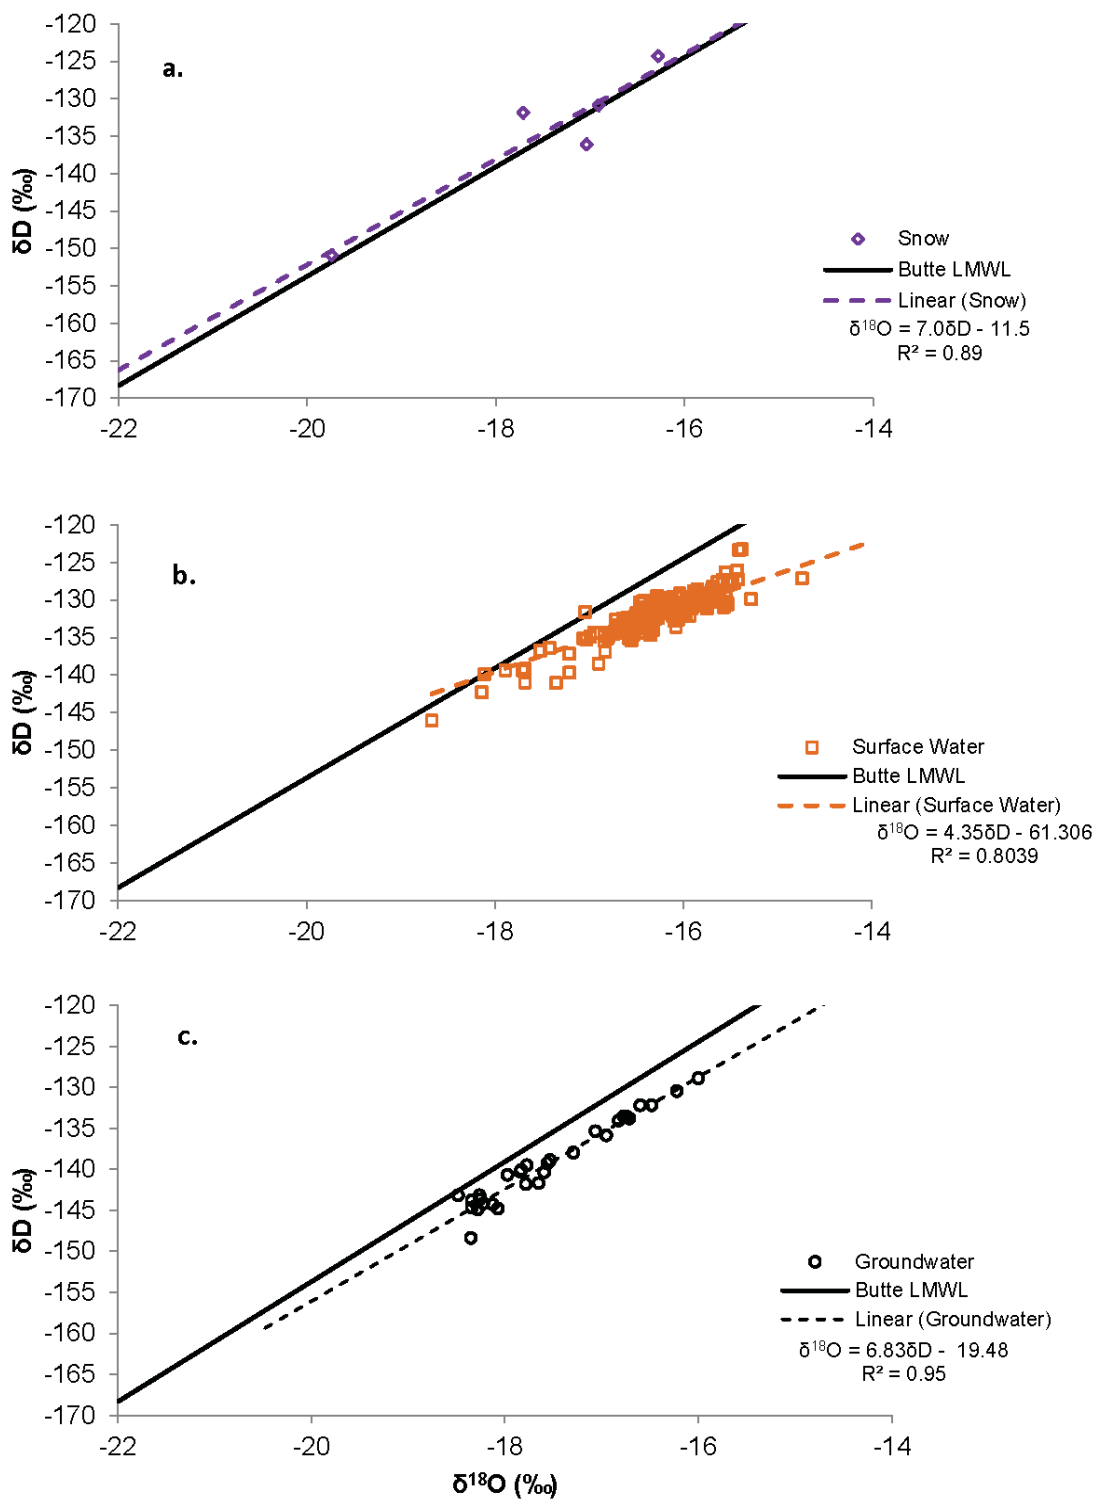 a.
-120
-125
-130
-135
-140
-145
-150
-155
-160
-165
-170
δD (‰)
-22
-20
-18
-16
-14
Snow
Butte LMWL
Linear (Snow)
δ¹⁸O = 7.0δD - 11.5
R² = 0.89
b.
-120
-125
-130
-135
-140
-145
-150
-155
-160
-165
-170
δD (‰)
-22
-20
-18
-16
-14
Surface Water
Butte LMWL
Linear (Surface Water)
δ¹⁸O = 4.35δD - 61.306
R² = 0.8039
c.
-120
-125
-130
-135
-140
-145
-150
-155
-160
-165
-170
δD (‰)
-22
-20
-18
-16
-14
Groundwater
Butte LMWL
Linear (Groundwater)
δ¹⁸O = 6.83δD - 19.48
R² = 0.95
δ¹⁸O (‰)